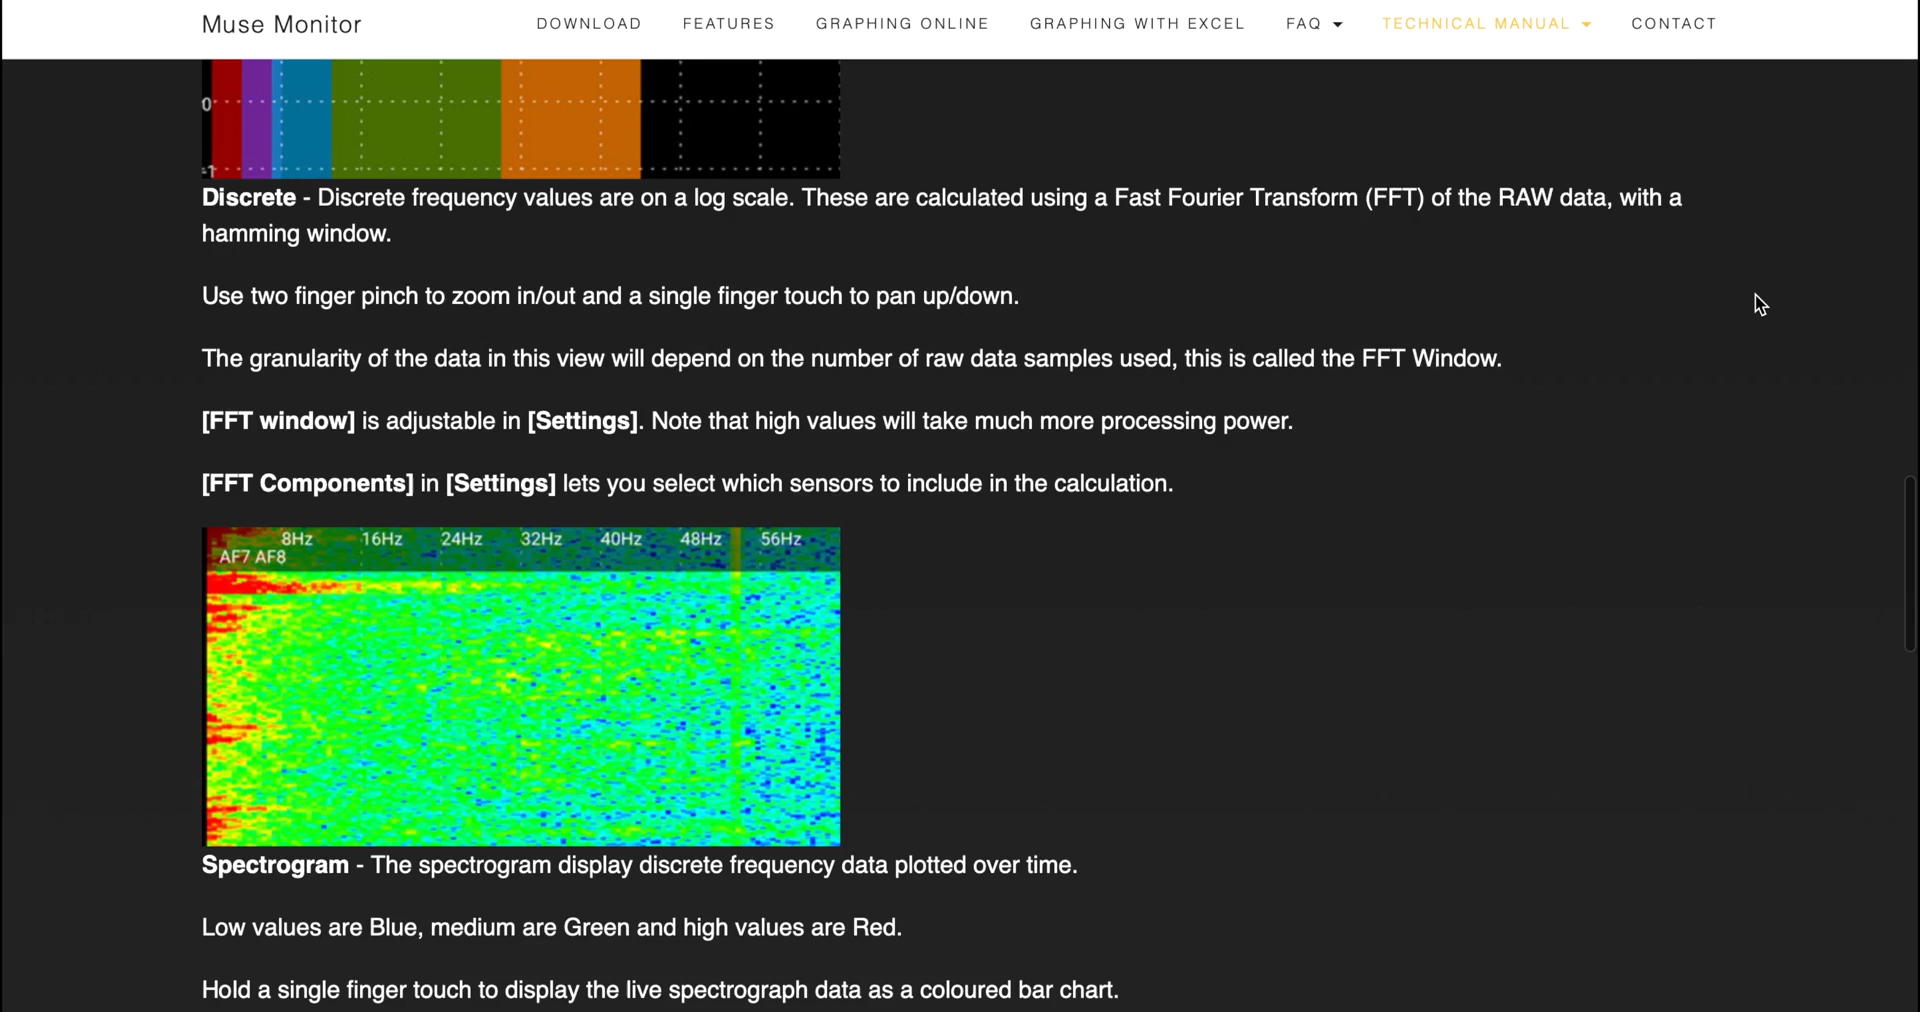 Muse Monitor
DOWNLOAD FEATURES GRAPHING ONLINE GRAPHING WITH EXCEL FAQ TECHNICAL MANUAL CONTACT
0
-1
Discrete - Discrete frequency values are on a log scale. These are calculated using a Fast Fourier Transform (FFT) of the RAW data, with a
hamming window.
Use two finger pinch to zoom in/out and a single finger touch to pan up/down.
The granularity of the data in this view will depend on the number of raw data samples used, this is called the FFT Window.
[FFT window] is adjustable in [Settings]. Note that high values will take much more processing power.
[FFT Components] in [Settings] lets you select which sensors to include in the calculation.
8Hz 16Hz 24Hz 32Hz 40Hz 48Hz 56Hz
AF7 AF8
Spectrogram - The spectrogram display discrete frequency data plotted over time.
Low values are Blue, medium are Green and high values are Red.
Hold a single finger touch to display the live spectrograph data as a coloured bar chart.